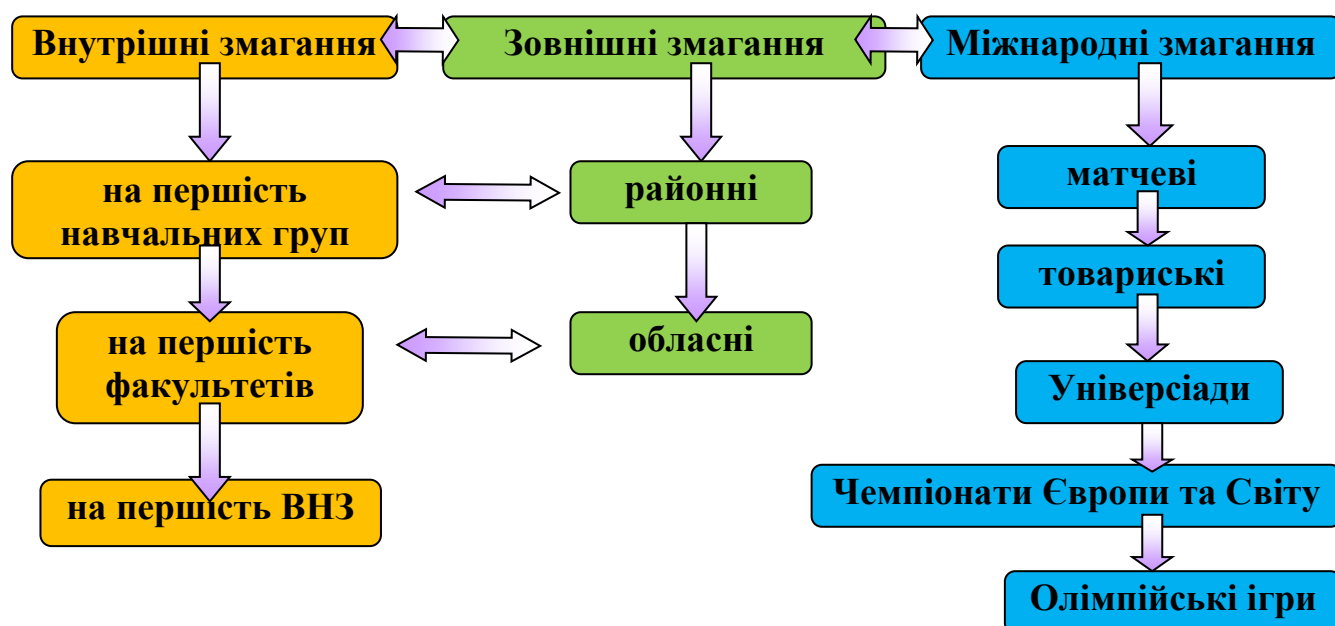 Внутрішні змагання
Зовнішні змагання
Міжнародні змагання
на першість
навчальних груп
районні
матчеві
товариські
на першість
факультетів
обласні
Універсіади
на першість ВНЗ
Чемпіонати Європи та Світу
Олімпійські ігри